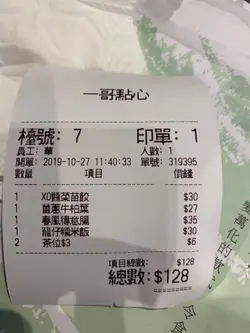 一哥點心
檯號: 7 印單: 1
員工: 華 人數: 1
開單: 2019-10-27 11:40:33 單號: 319395
數量 項目 價錢
1 XO醬菜苗餃 $30
1 薑蔥牛柏葉 $27
1 春風得意腸 $35
1 龍仔糯米飯 $30
2 茶位$3 $6
項目總數: $128
總數: $128